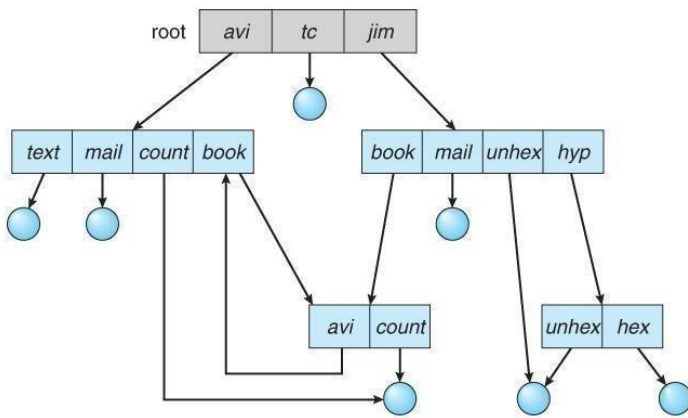 root avi tc jim
text mail count book
book mail unhex hyp
avi count
unhex hex